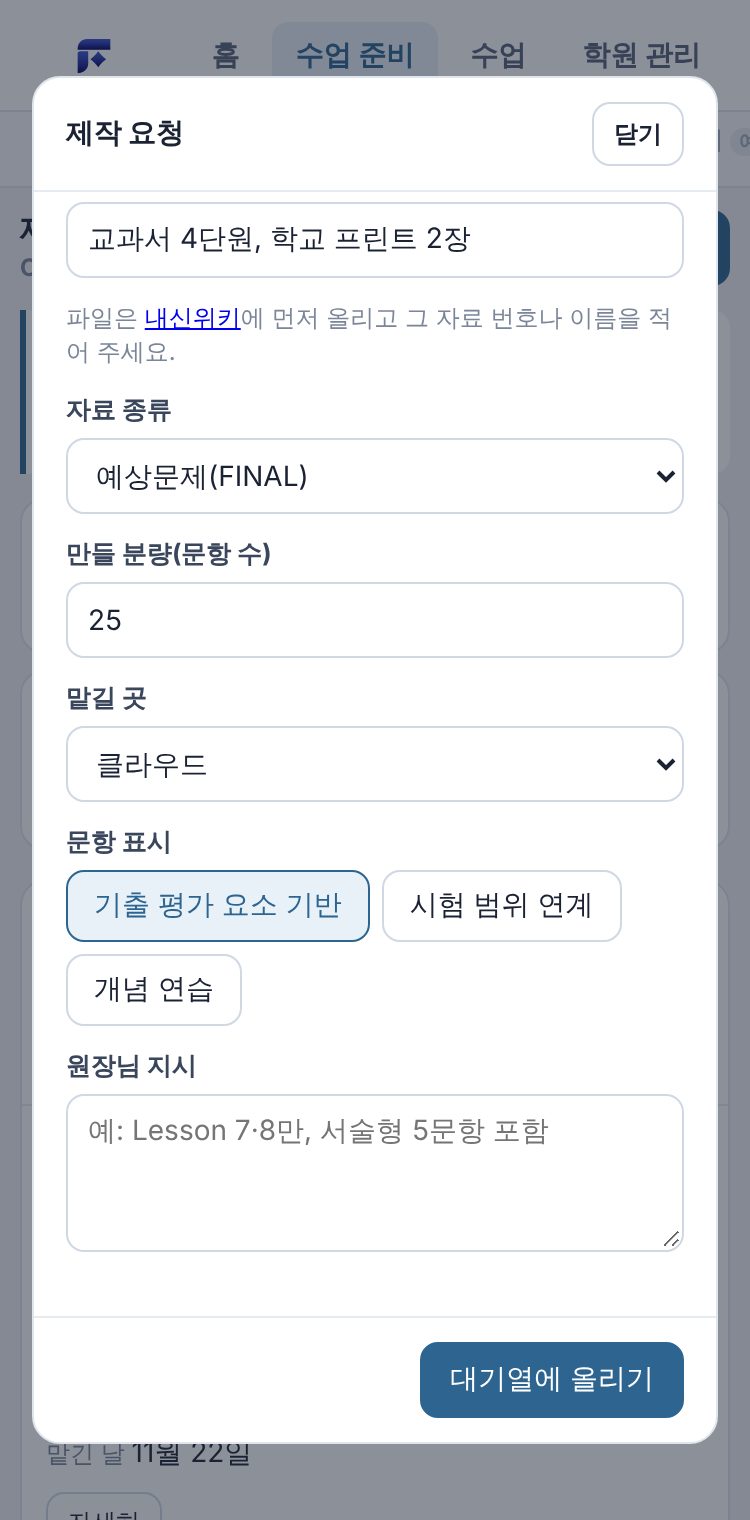 홈 수업 준비 수업 학원 관리
제작 요청
닫기
교과서 4단원, 학교 프린트 2장
파일은 내신위키에 먼저 올리고 그 자료 번호나 이름을 적
어 주세요.
자료 종류
예상문제(FINAL)
만들 분량(문항 수)
25
맡길 곳
클라우드
문항 표시
기출 평가 요소 기반
시험 범위 연계
개념 연습
원장님 지시
예: Lesson 7·8만, 서술형 5문항 포함
대기열에 올리기
맡긴 날 11월 22일